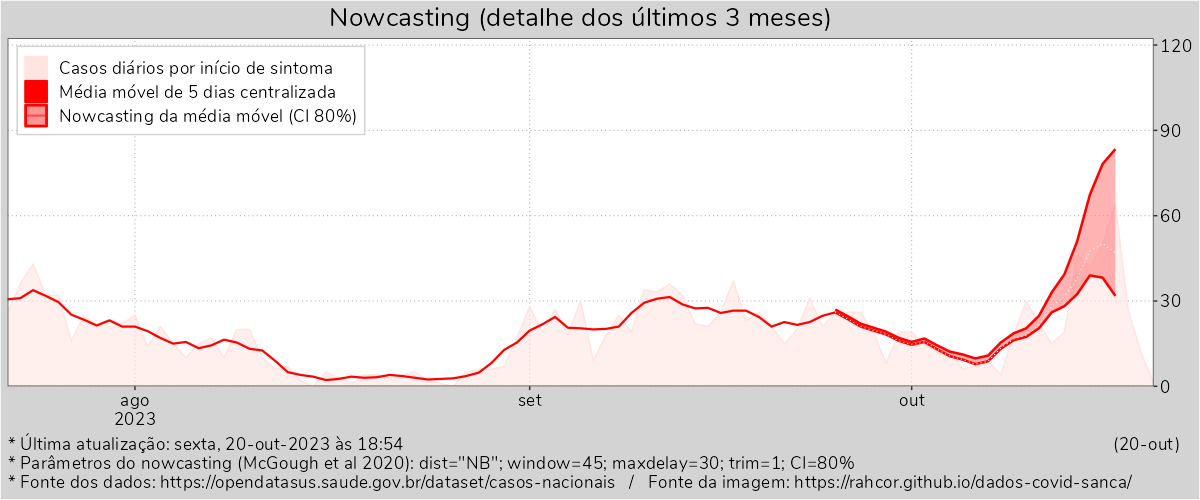 Nowcasting (detalhe dos últimos 3 meses)
Casos diários por início de sintoma
Média móvel de 5 dias centralizada
Nowcasting da média móvel (CI 80%)
120
90
60
30
0
ago
2023
set
out
* Última atualização: sexta, 20-out-2023 às 18:54
(20-out)
* Parâmetros do nowcasting (McGough et al 2020): dist="NB"; window=45; maxdelay=30; trim=1; CI=80%
* Fonte dos dados: https://opendatasus.saude.gov.br/dataset/casos-nacionais / Fonte da imagem: https://rahcor.github.io/dados-covid-sanca/